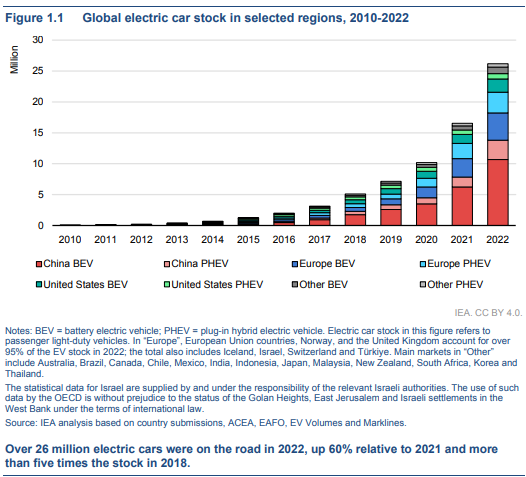 Figure 1.1 Global electric car stock in selected regions, 2010-2022
Million
30
25
20
15
10
5
0
2010 2011 2012 2013 2014 2015 2016 2017 2018 2019 2020 2021 2022
China BEV China PHEV Europe BEV Europe PHEV
United States BEV United States PHEV Other BEV Other PHEV
IEA. CC BY 4.0.
Notes: BEV = battery electric vehicle; PHEV = plug-in hybrid electric vehicle. Electric car stock in this figure refers to
passenger light-duty vehicles. In “Europe”, European Union countries, Norway, and the United Kingdom account for over
95% of the EV stock in 2022; the total also includes Iceland, Israel, Switzerland and Türkiye. Main markets in “Other”
include Australia, Brazil, Canada, Chile, Mexico, India, Indonesia, Japan, Malaysia, New Zealand, South Africa, Korea and
Thailand.
The statistical data for Israel are supplied by and under the responsibility of the relevant Israeli authorities. The use of such
data by the OECD is without prejudice to the status of the Golan Heights, East Jerusalem and Israeli settlements in the
West Bank under the terms of international law.
Source: IEA analysis based on country submissions, ACEA, EAFO, EV Volumes and Marklines.
Over 26 million electric cars were on the road in 2022, up 60% relative to 2021 and more
than five times the stock in 2018.